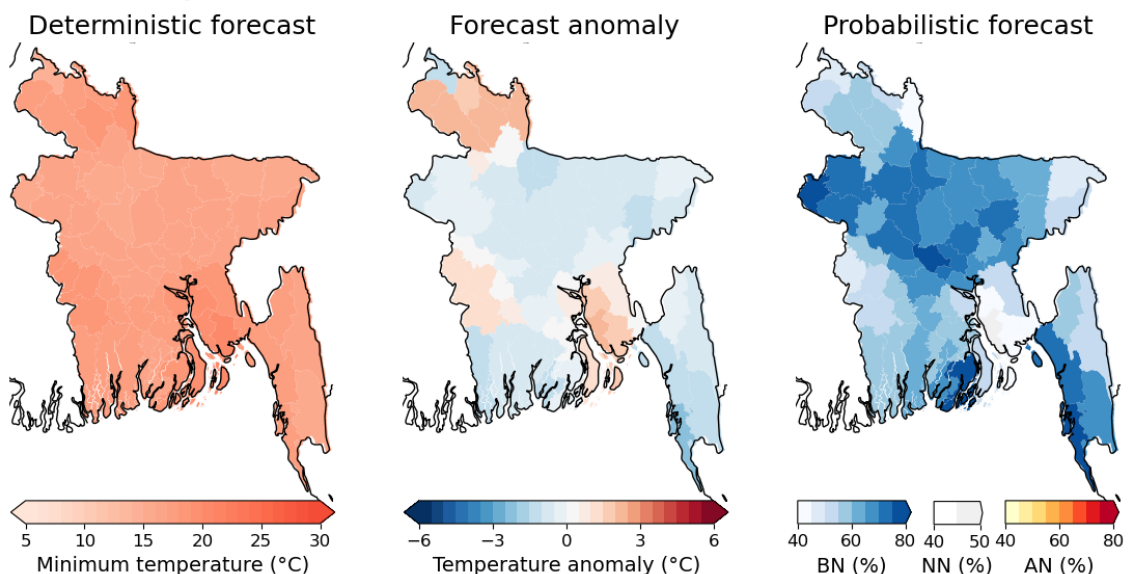 Deterministic forecast
Forecast anomaly
Probabilistic forecast
5 10 15 20 25 30
Minimum temperature (°C)
−6 −3 0 3 6
Temperature anomaly (°C)
40 60 80
BN (%)
40 50
NN (%)
40 60 80
AN (%)